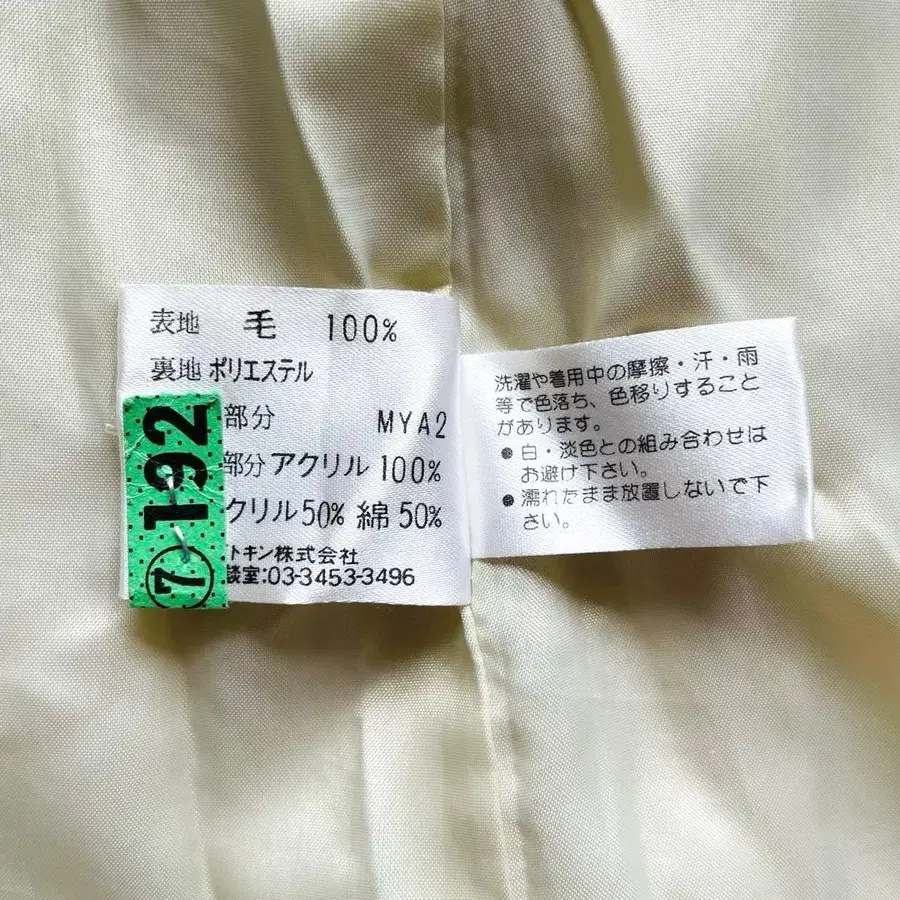 表地 毛 100%
裏地 ポリエステル
部分 MYA2
部分 アクリル 100%
クリル 50% 綿 50%
トキン株式会社
談室:03-3453-3496
7 192
洗濯や着用中の摩擦・汗・雨
等で色落ち、色移りすること
があります。
● 白・淡色との組み合わせは
お避け下さい。
● 濡れたまま放置しないで下
さい。